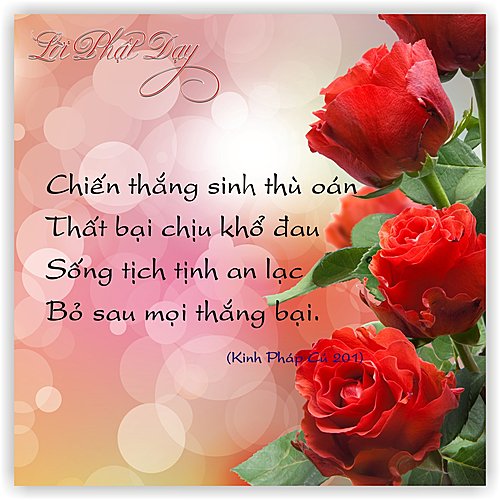 Lời Phật Dạy
Chiến thắng sinh thù oán
Thất bại chịu khổ đau
Sống tịch tịnh an lạc
Bỏ sau mọi thắng bại.
(Kinh Pháp Cú 201)